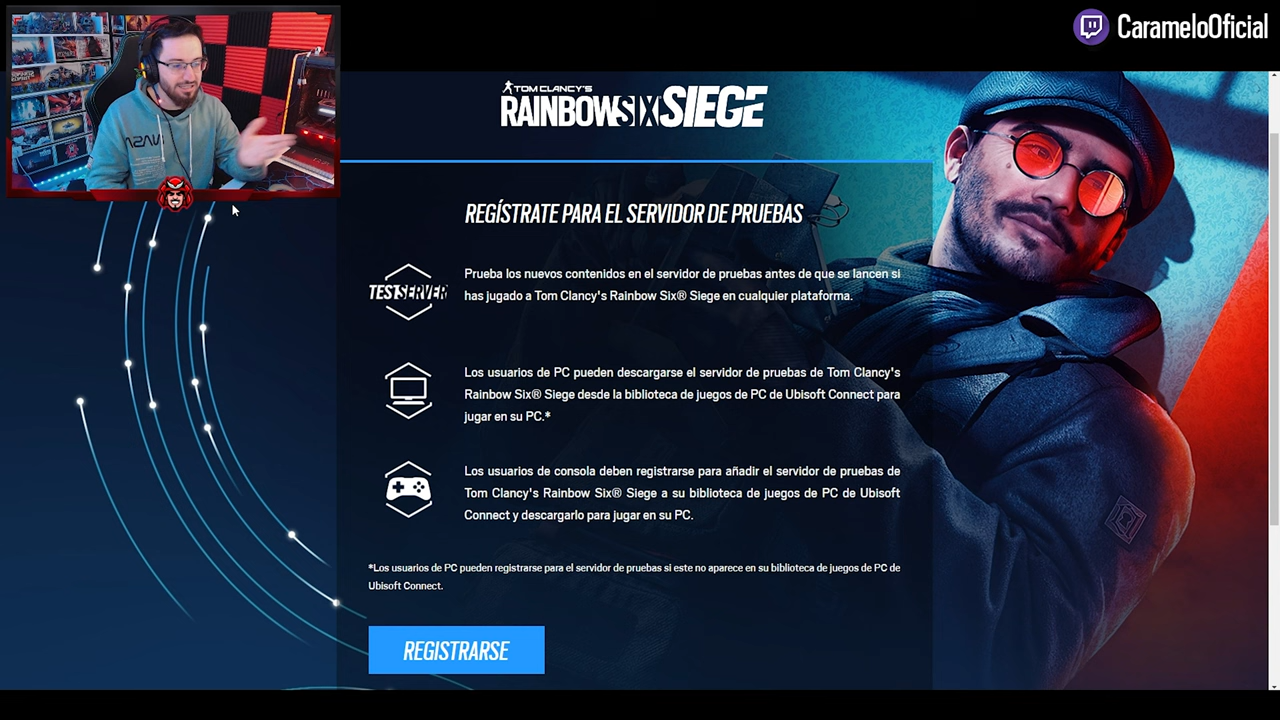 CarameloOficial
TOM CLANCY'S
RAINBOWSIX SIEGE
REGÍSTRATE PARA EL SERVIDOR DE PRUEBAS
TESTSERVER
Prueba los nuevos contenidos en el servidor de pruebas antes de que se lancen si
has jugado a Tom Clancy's Rainbow Six® Siege en cualquier plataforma.
Los usuarios de PC pueden descargarse el servidor de pruebas de Tom Clancy's
Rainbow Six® Siege desde la biblioteca de juegos de PC de Ubisoft Connect para
jugar en su PC.*
Los usuarios de consola deben registrarse para añadir el servidor de pruebas de
Tom Clancy's Rainbow Six® Siege a su biblioteca de juegos de PC de Ubisoft
Connect y descargarlo para jugar en su PC.
*Los usuarios de PC pueden registrarse para el servidor de pruebas si este no aparece en su biblioteca de juegos de PC de
Ubisoft Connect.
REGISTRARSE